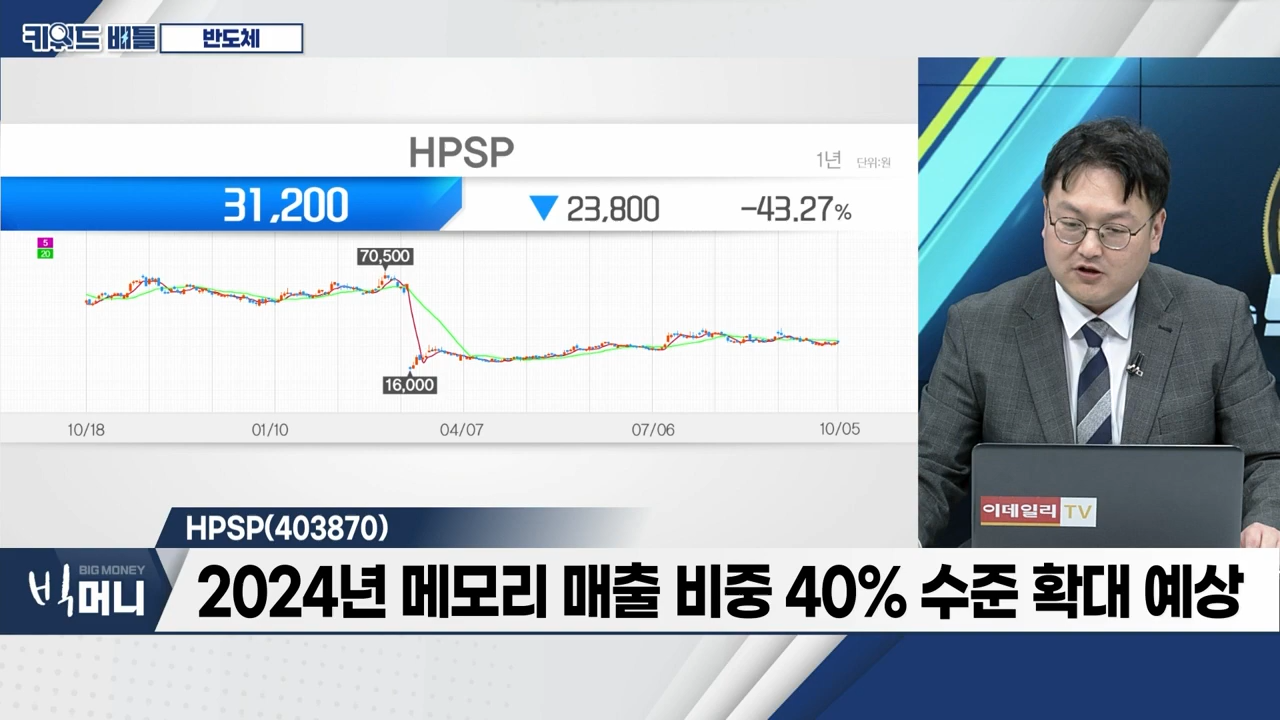 키워드 배틀 반도체
HPSP
1년 단위:원
31,200 ▼ 23,800 -43.27%
5
20
70,500
16,000
10/18 01/10 04/07 07/06 10/05
이데일리 TV
HPSP(403870)
BIG MONEY
빅머니
2024년 메모리 매출 비중 40% 수준 확대 예상